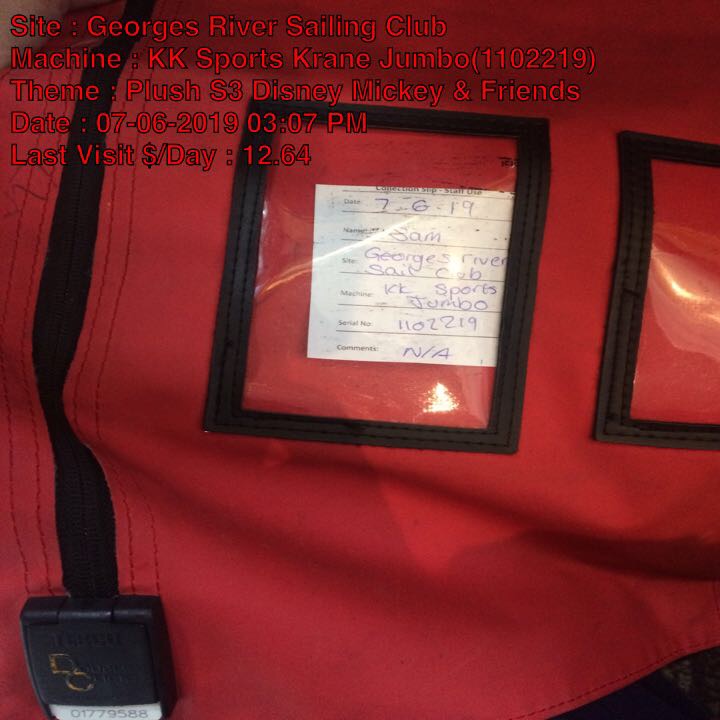 Site : Georges River Sailing Club
Machine : KK Sports Krane Jumbo(1102219)
Theme : Plush S3 Disney Mickey & Friends
Date : 07-06-2019 03:07 PM
Last Visit $/Day : 12.64
Collection Slip - Staff Use
Date: 7-6-19
Name: Sam
Site: Georges river
Sail Club
Machine: KK Sports
Jumbo
Serial No: 1102219
Comments: N/A
01779588